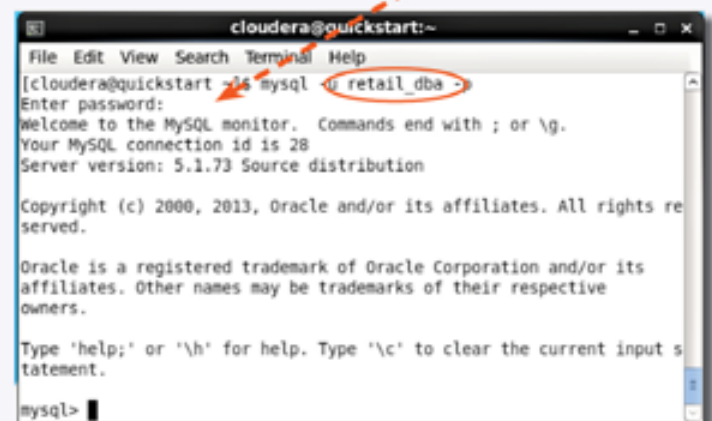 cloudera@quickstart:~
File Edit View Search Terminal Help
[cloudera@quickstart ~]$ mysql -u retail_dba -p
Enter password:
Welcome to the MySQL monitor.  Commands end with ; or \g.
Your MySQL connection id is 28
Server version: 5.1.73 Source distribution
Copyright (c) 2000, 2013, Oracle and/or its affiliates. All rights re
served.
Oracle is a registered trademark of Oracle Corporation and/or its
affiliates. Other names may be trademarks of their respective
owners.
Type 'help;' or '\h' for help. Type '\c' to clear the current input s
tatement.
mysql>